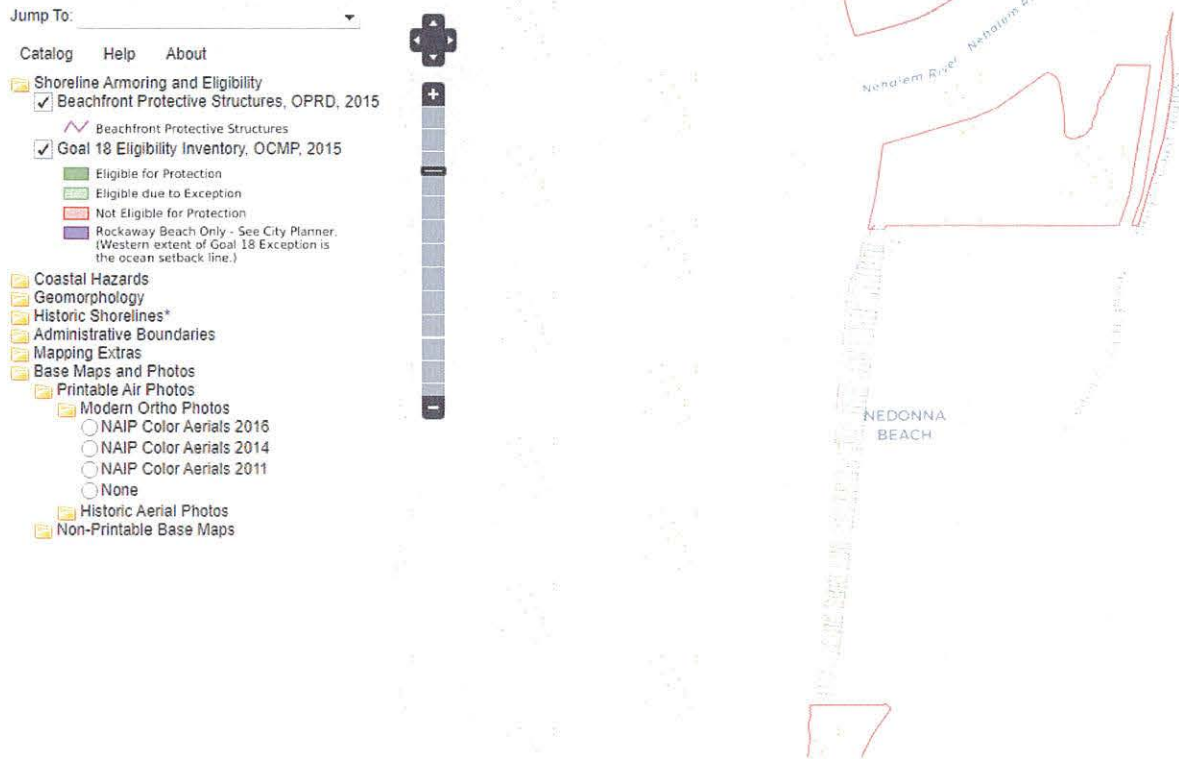 Jump To:
Catalog Help About
Shoreline Armoring and Eligibility
Beachfront Protective Structures, OPRD, 2015
Beachfront Protective Structures
Goal 18 Eligibility Inventory, OCMP, 2015
Eligible for Protection
Eligible due to Exception
Not Eligible for Protection
Rockaway Beach Only - See City Planner.
(Western extent of Goal 18 Exception is
the ocean setback line.)
Coastal Hazards
Geomorphology
Historic Shorelines*
Administrative Boundaries
Mapping Extras
Base Maps and Photos
Printable Air Photos
Modern Ortho Photos
NAIP Color Aerials 2016
NAIP Color Aerials 2014
NAIP Color Aerials 2011
None
Historic Aerial Photos
Non-Printable Base Maps
Nehalem River
Nehalem
NEDONNA
BEACH